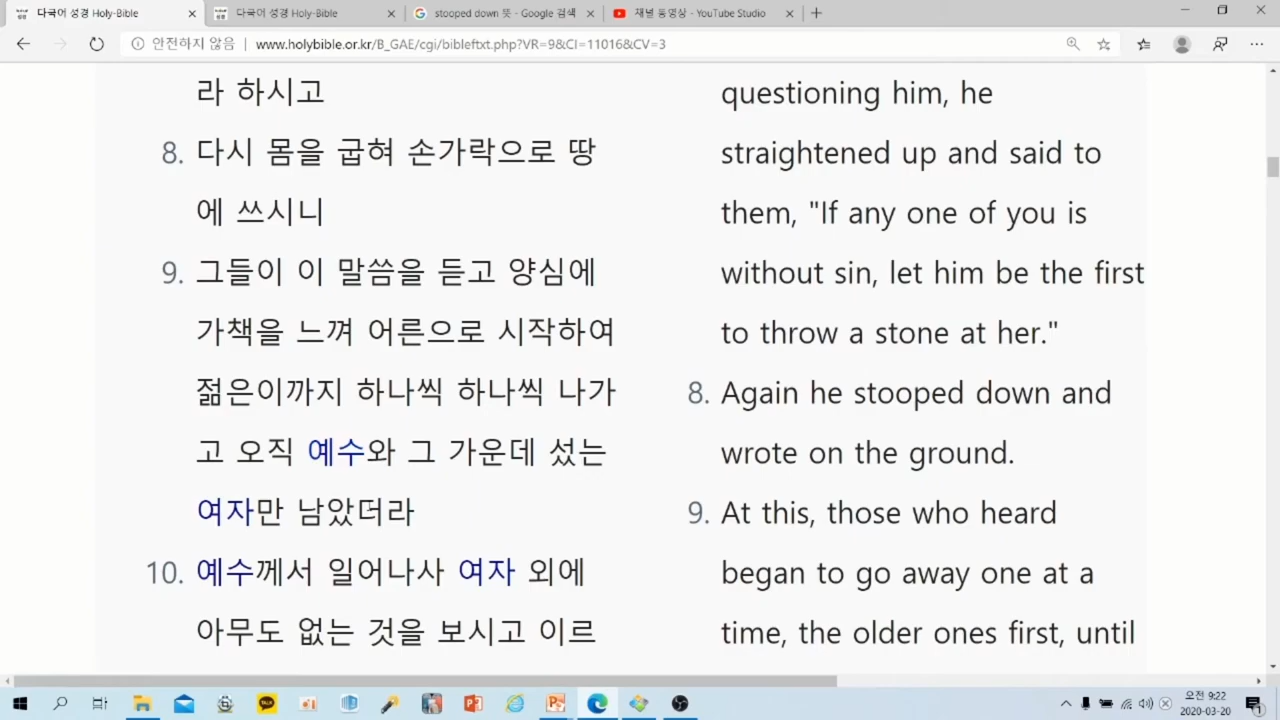 다국어 성경 Holy-Bible
다국어 성경 Holy-Bible
stooped down 뜻 - Google 검색
채널 동영상 - YouTube Studio
안전하지 않음
www.holybible.or.kr/B_GAE/cgi/bibleftxt.php?VR=9&CI=11016&CV=3
라 하시고
8. 다시 몸을 굽혀 손가락으로 땅
에 쓰시니
9. 그들이 이 말씀을 듣고 양심에
가책을 느껴 어른으로 시작하여
젊은이까지 하나씩 하나씩 나가
고 오직 예수와 그 가운데 섰는
여자만 남았더라
10. 예수께서 일어나사 여자 외에
아무도 없는 것을 보시고 이르
questioning him, he
straightened up and said to
them, "If any one of you is
without sin, let him be the first
to throw a stone at her."
8. Again he stooped down and
wrote on the ground.
9. At this, those who heard
began to go away one at a
time, the older ones first, until
오전 9:22
2020-03-20